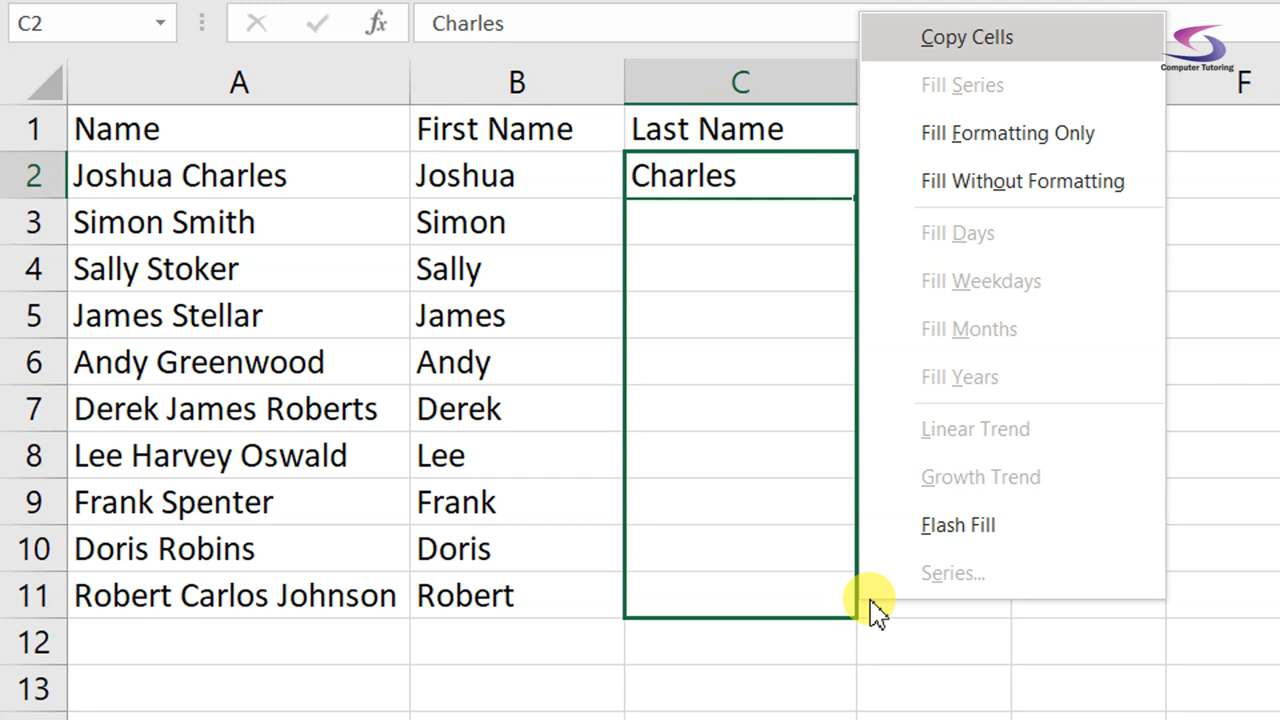 C2 fx Charles
Computer Tutoring
A B C F
1 Name First Name Last Name
2 Joshua Charles Joshua Charles
3 Simon Smith Simon
4 Sally Stoker Sally
5 James Stellar James
6 Andy Greenwood Andy
7 Derek James Roberts Derek
8 Lee Harvey Oswald Lee
9 Frank Spenter Frank
10 Doris Robins Doris
11 Robert Carlos Johnson Robert
12
13
Copy Cells
Fill Series
Fill Formatting Only
Fill Without Formatting
Fill Days
Fill Weekdays
Fill Months
Fill Years
Linear Trend
Growth Trend
Flash Fill
Series...